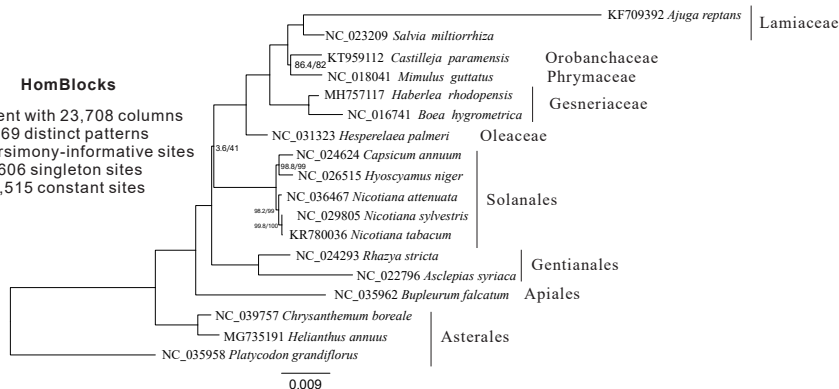 KF709392 Ajuga reptans
Lamiaceae
NC_023209 Salvia miltiorrhiza
KT959112 Castilleja paramensis
Orobanchaceae
86.4/82
NC_018041 Mimulus guttatus
Phrymaceae
HomBlocks
MH757117 Haberlea rhodopensis
Gesneriaceae
NC_016741 Boea hygrometrica
with 23,708 columns
69 distinct patterns
NC_031323 Hesperelaea palmeri
Oleaceae
3.6/41
rsimony-informative sites
NC_024624 Capsicum annuum
98.8/99
606 singleton sites
NC_026515 Hyoscyamus niger
,515 constant sites
NC_036467 Nicotiana attenuata
Solanales
98.2/99
NC_029805 Nicotiana sylvestris
99.8/100
KR780036 Nicotiana tabacum
NC_024293 Rhazya stricta
Gentianales
NC_022796 Asclepias syriaca
NC_035962 Bupleurum falcatum
Apiales
NC_039757 Chrysanthemum boreale
Asterales
MG735191 Helianthus annuus
NC_035958 Platycodon grandiflorus
0.009